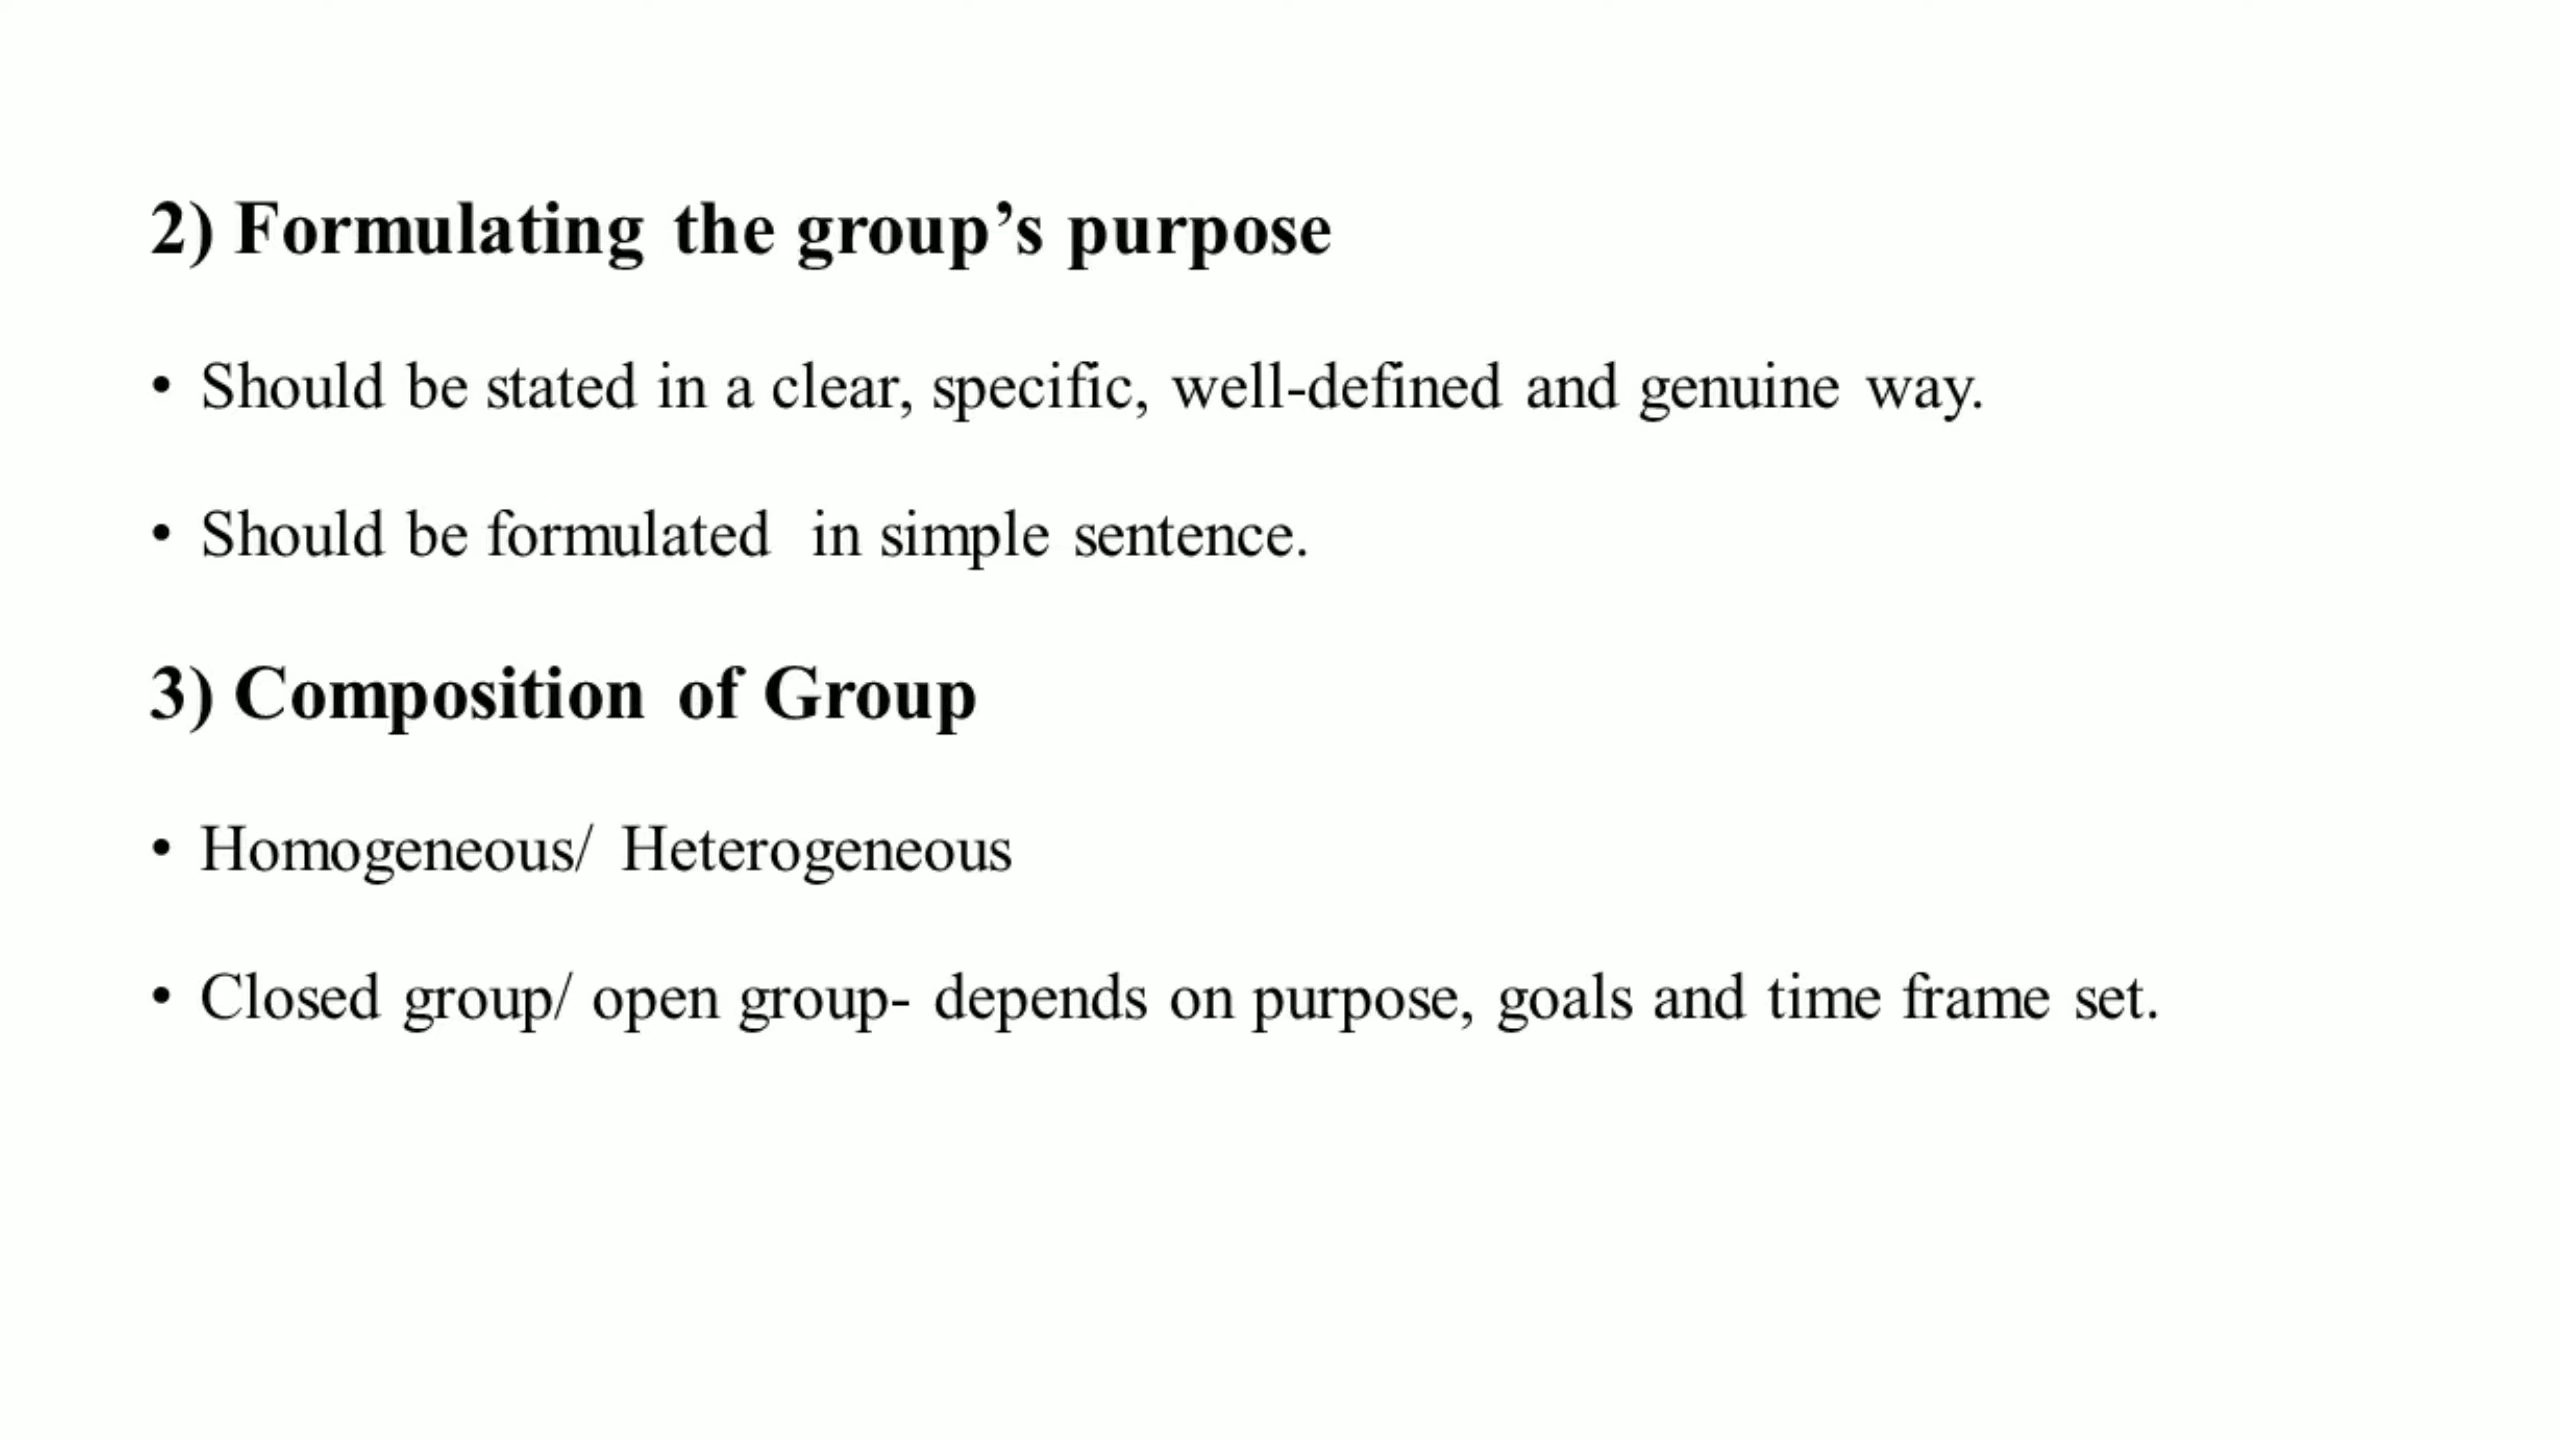 2) Formulating the group’s purpose
• Should be stated in a clear, specific, well-defined and genuine way.
• Should be formulated in simple sentence.
3) Composition of Group
• Homogeneous/ Heterogeneous
• Closed group/ open group- depends on purpose, goals and time frame set.